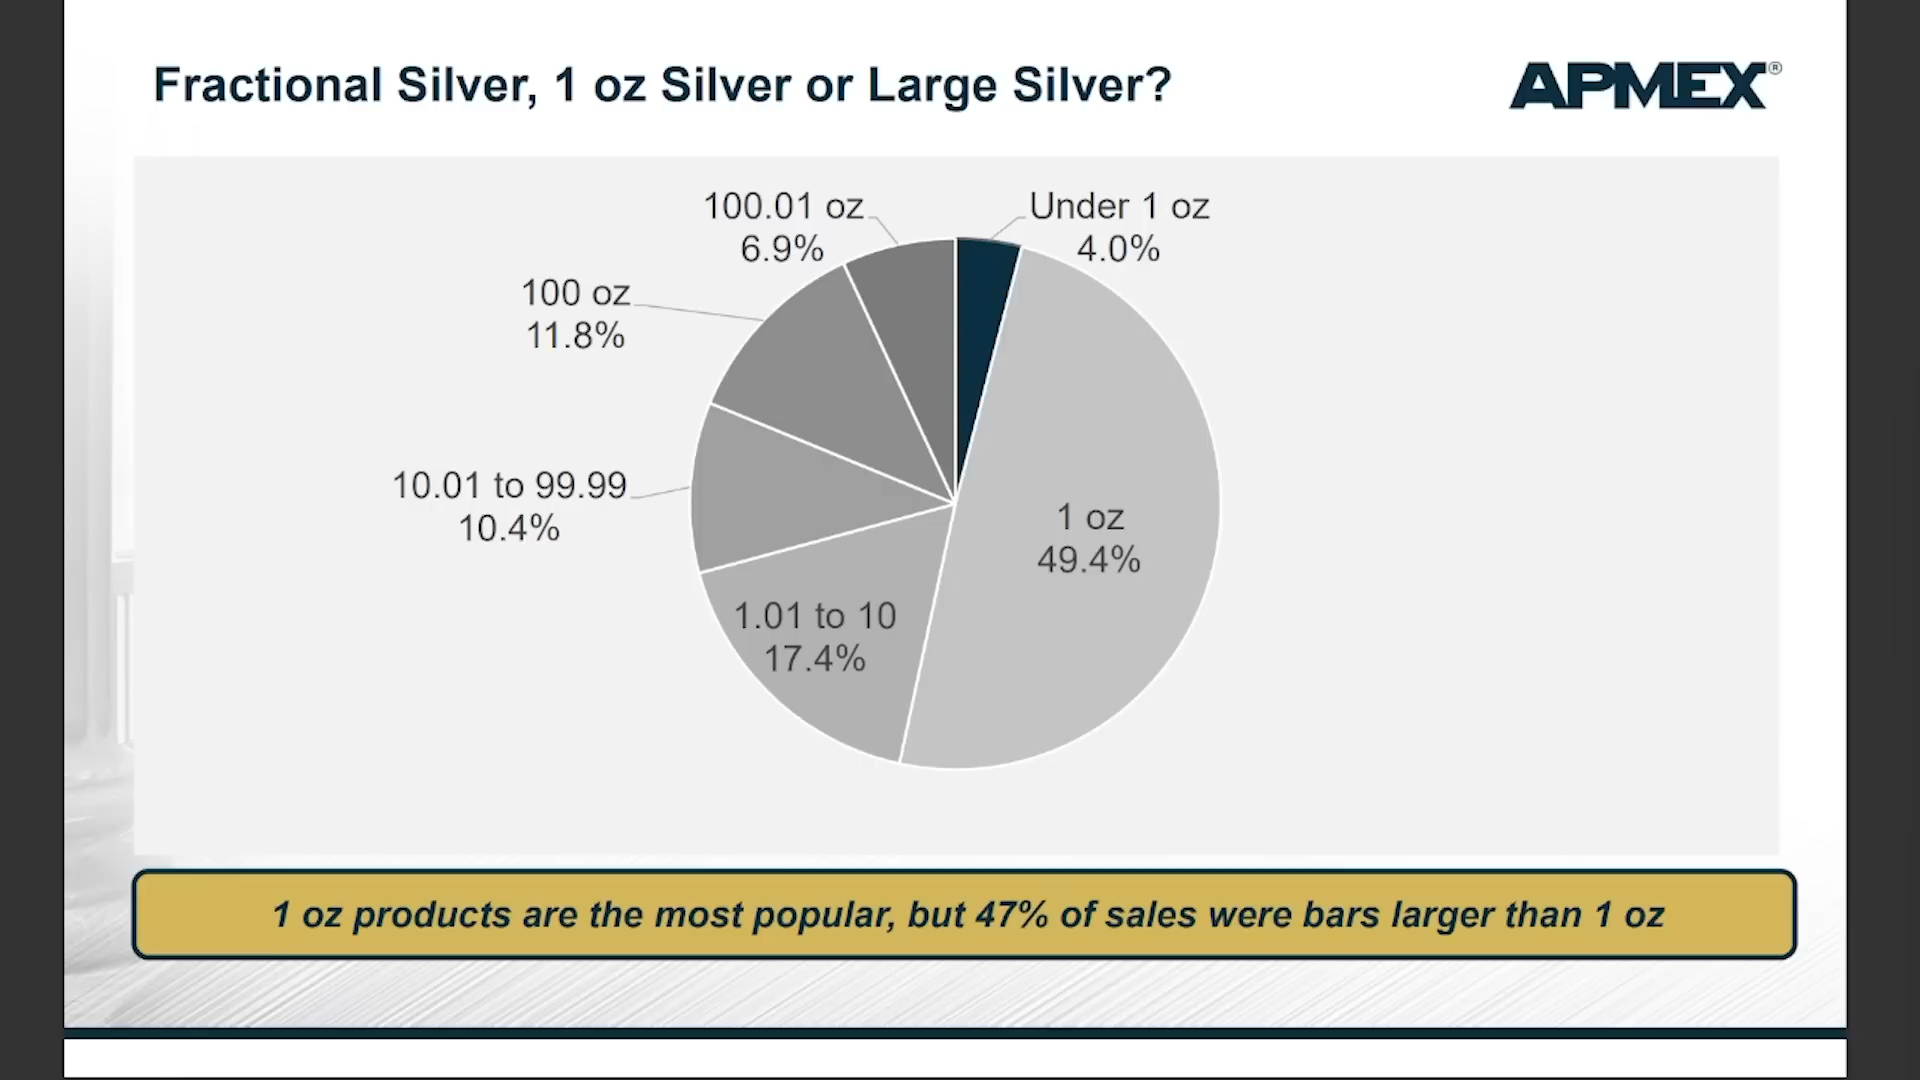 Fractional Silver, 1 oz Silver or Large Silver?
APMEX®
100.01 oz
6.9%
Under 1 oz
4.0%
100 oz
11.8%
10.01 to 99.99
10.4%
1 oz
49.4%
1.01 to 10
17.4%
1 oz products are the most popular, but 47% of sales were bars larger than 1 oz